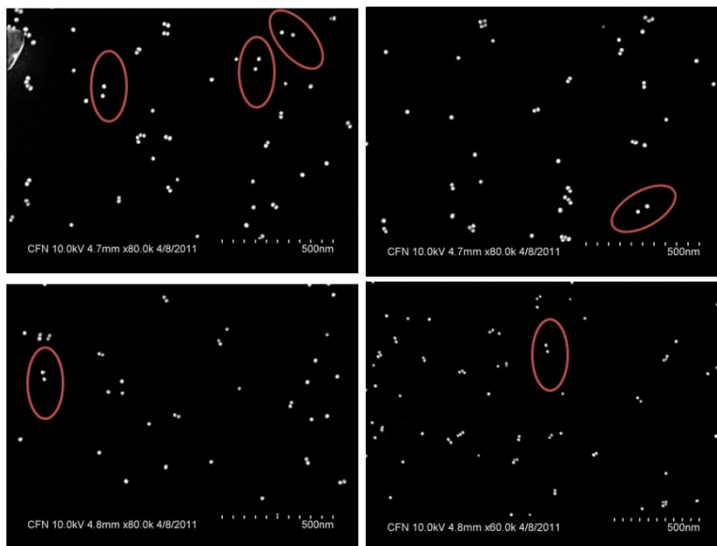 500nm
CFN 10.0kV 4.7mm x80.0k 4/8/2011
500nm
CFN 10.0kV 4.7mm x80.0k 4/8/2011
500nm
CFN 10.0kV 4.8mm x80.0k 4/8/2011
500nm
CFN 10.0kV 4.8mm x60.0k 4/8/2011